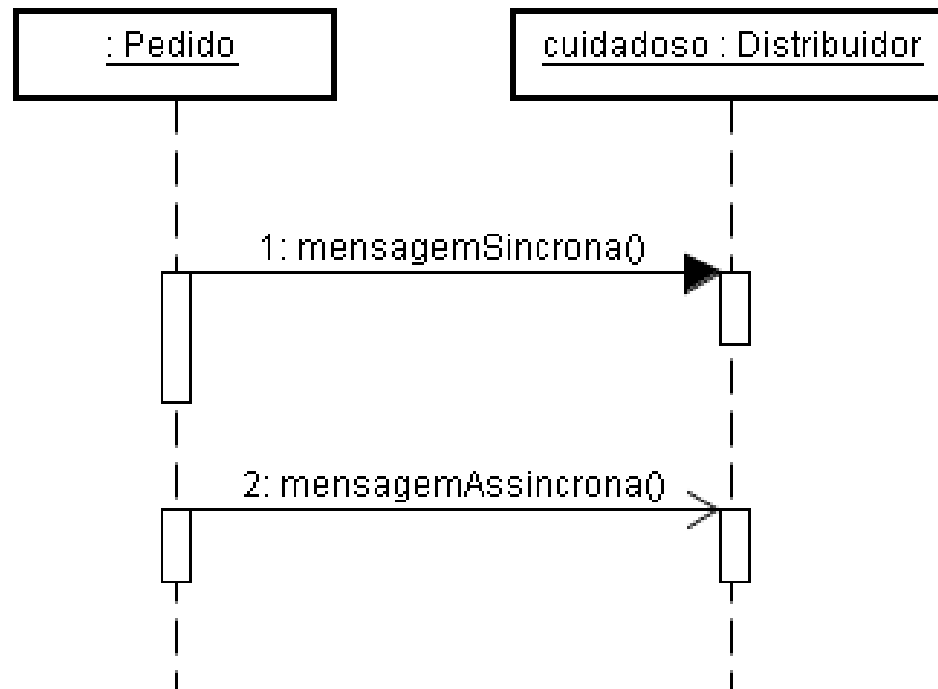 : Pedido
cuidadoso : Distribuidor
1: mensagemSincrona()
2: mensagemAssincrona()